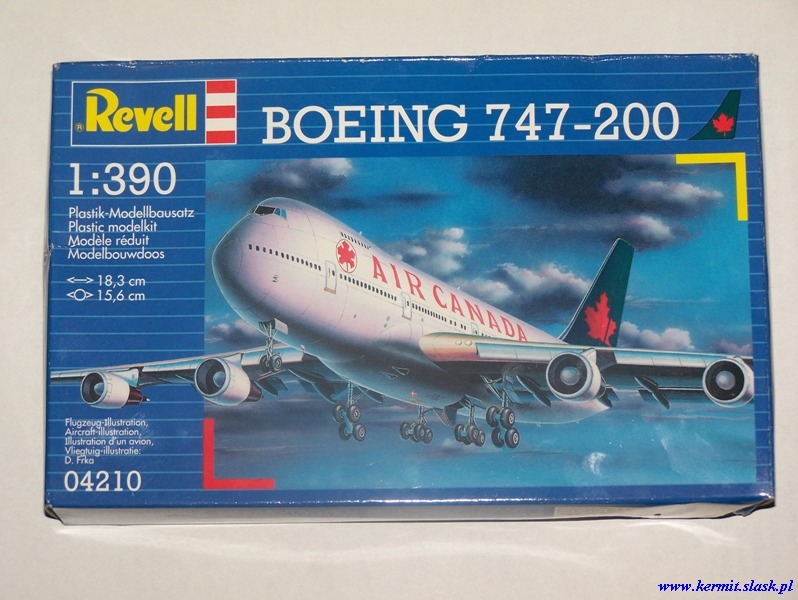 Revell
BOEING 747-200
1:390
Plastik-Modellbausatz
Plastic modelkit
Modèle réduit
Modelbouwdoos
18,3 cm
15,6 cm
AIR CANADA
Flugzeug-Illustration,
Aircraft-illustration,
Illustration d'un avion,
Vliegtuig-illustratie:
D. Frka
04210
www.kermit.slask.pl